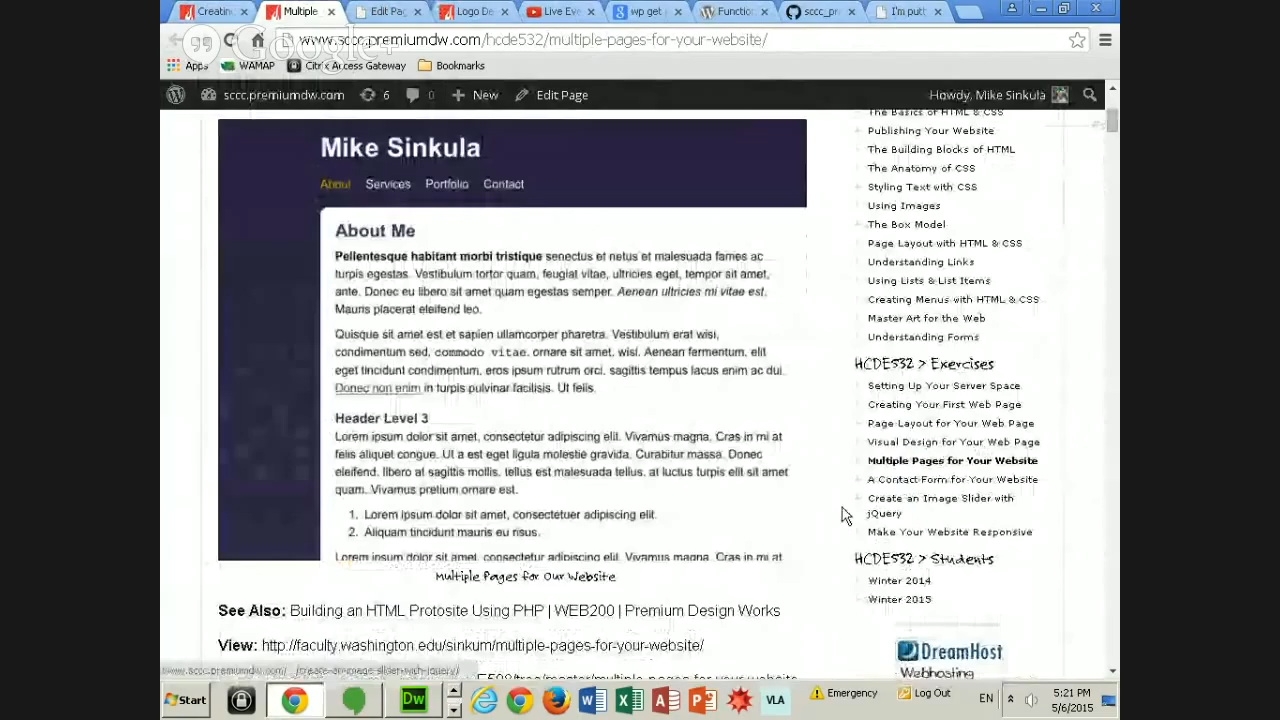 Creatin
Multiple
Edit Pa
Logo De
Live Eve
wp get
Functio
sccc_pr
I'm putt
Google+
www.sccc.premiumdw.com/hcde532/multiple-pages-for-your-website/
Apps
WAMAP
Citrix Access Gateway
Bookmarks
sccc.premiumdw.com
6
0
New
Edit Page
Howdy, Mike Sinkula
Mike Sinkula
About
Services
Portfolio
Contact
About Me
Pellentesque habitant morbi tristique senectus et netus et malesuada fames ac
turpis egestas. Vestibulum tortor quam, feugiat vitae, ultricies eget, tempor sit amet,
ante. Donec eu libero sit amet quam egestas semper. Aenean ultricies mi vitae est.
Mauris placerat eleifend leo.
Quisque sit amet est et sapien ullamcorper pharetra. Vestibulum erat wisi,
condimentum sed, commodo vitae, ornare sit amet, wisi. Aenean fermentum, elit
eget tincidunt condimentum, eros ipsum rutrum orci, sagittis tempus lacus enim ac dui.
Donec non enim in turpis pulvinar facilisis. Ut felis.
Header Level 3
Lorem ipsum dolor sit amet, consectetur adipiscing elit. Vivamus magna. Cras in mi at
felis aliquet congue. Ut a est eget ligula molestie gravida. Curabitur massa. Donec
eleifend, libero at sagittis mollis, tellus est malesuada tellus, at luctus turpis elit sit amet
quam. Vivamus pretium ornare est.
1. Lorem ipsum dolor sit amet, consectetuer adipiscing elit.
2. Aliquam tincidunt mauris eu risus.
Lorem ipsum dolor sit amet, consectetur adipiscing elit. Vivamus magna. Cras in mi at
Multiple Pages for Our Website
See Also: Building an HTML Protosite Using PHP | WEB200 | Premium Design Works
View: http://faculty.washington.edu/sinkum/multiple-pages-for-your-website/
The Basics of HTML & CSS
Publishing Your Website
The Building Blocks of HTML
The Anatomy of CSS
Styling Text with CSS
Using Images
The Box Model
Page Layout with HTML & CSS
Understanding Links
Using Lists & List Items
Creating Menus with HTML & CSS
Master Art for the Web
Understanding Forms
HCDE532 > Exercises
Setting Up Your Server Space
Creating Your First Web Page
Page Layout for Your Web Page
Visual Design for Your Web Page
Multiple Pages for Your Website
A Contact Form for Your Website
Create an Image Slider with
jQuery
Make Your Website Responsive
HCDE532 > Students
Winter 2014
Winter 2015
DreamHost
Webhosting
www.sccc.premiumdw.com/ /create-an-image-slider-with-jquery/
Start
Dw
VLA
Emergency
Log Out
EN
5:21 PM
5/6/2015